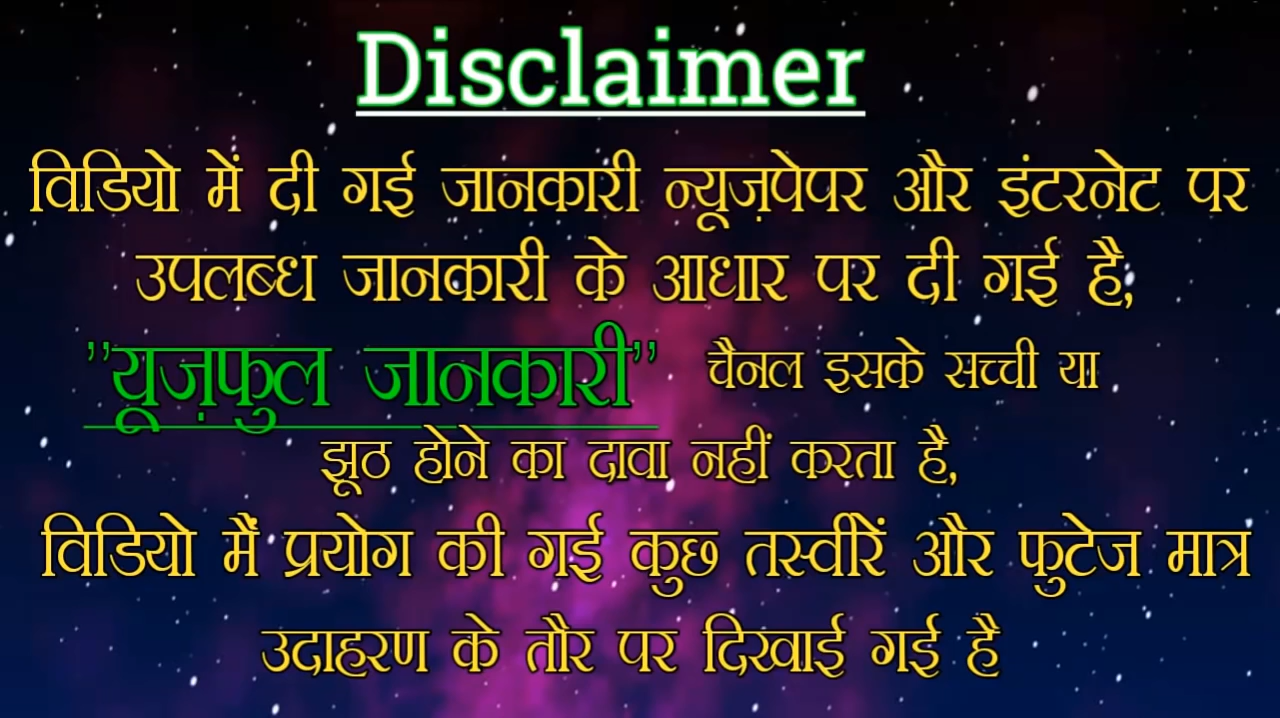 Disclaimer
विडियो में दी गई जानकारी न्यूज़पेपर और इंटरनेट पर
उपलब्ध जानकारी के आधार पर दी गई है,
”यूज़फुल जानकारी” चैनल इसके सच्ची या
झूठ होने का दावा नहीं करता है,
विडियो मैं प्रयोग की गई कुछ तस्वीरें और फुटेज मात्र
उदाहरण के तौर पर दिखाई गई है